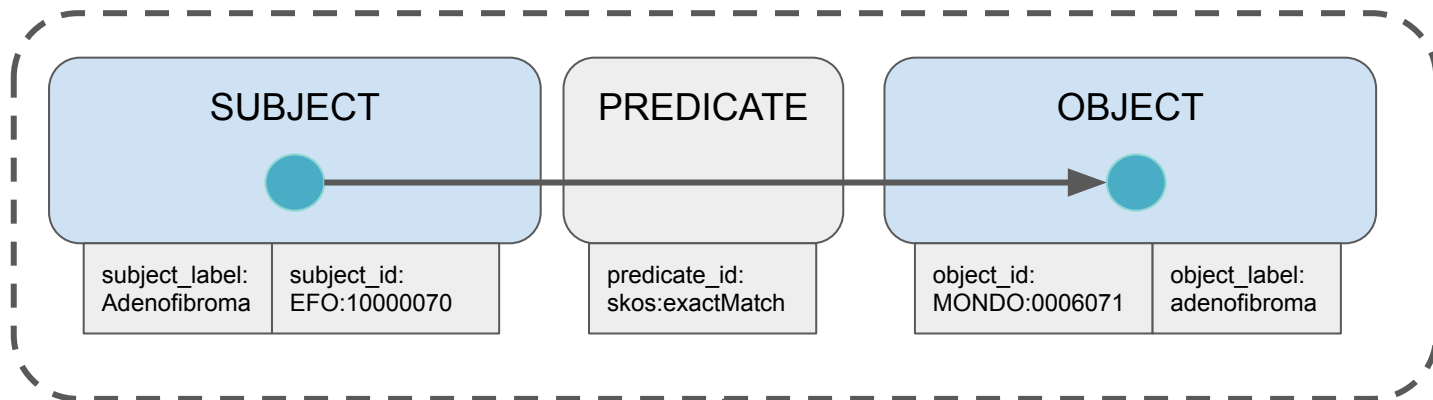 SUBJECT
PREDICATE
OBJECT
subject_label:
Adenofibroma
subject_id:
EFO:10000070
predicate_id:
skos:exactMatch
object_id:
MONDO:0006071
object_label:
adenofibroma